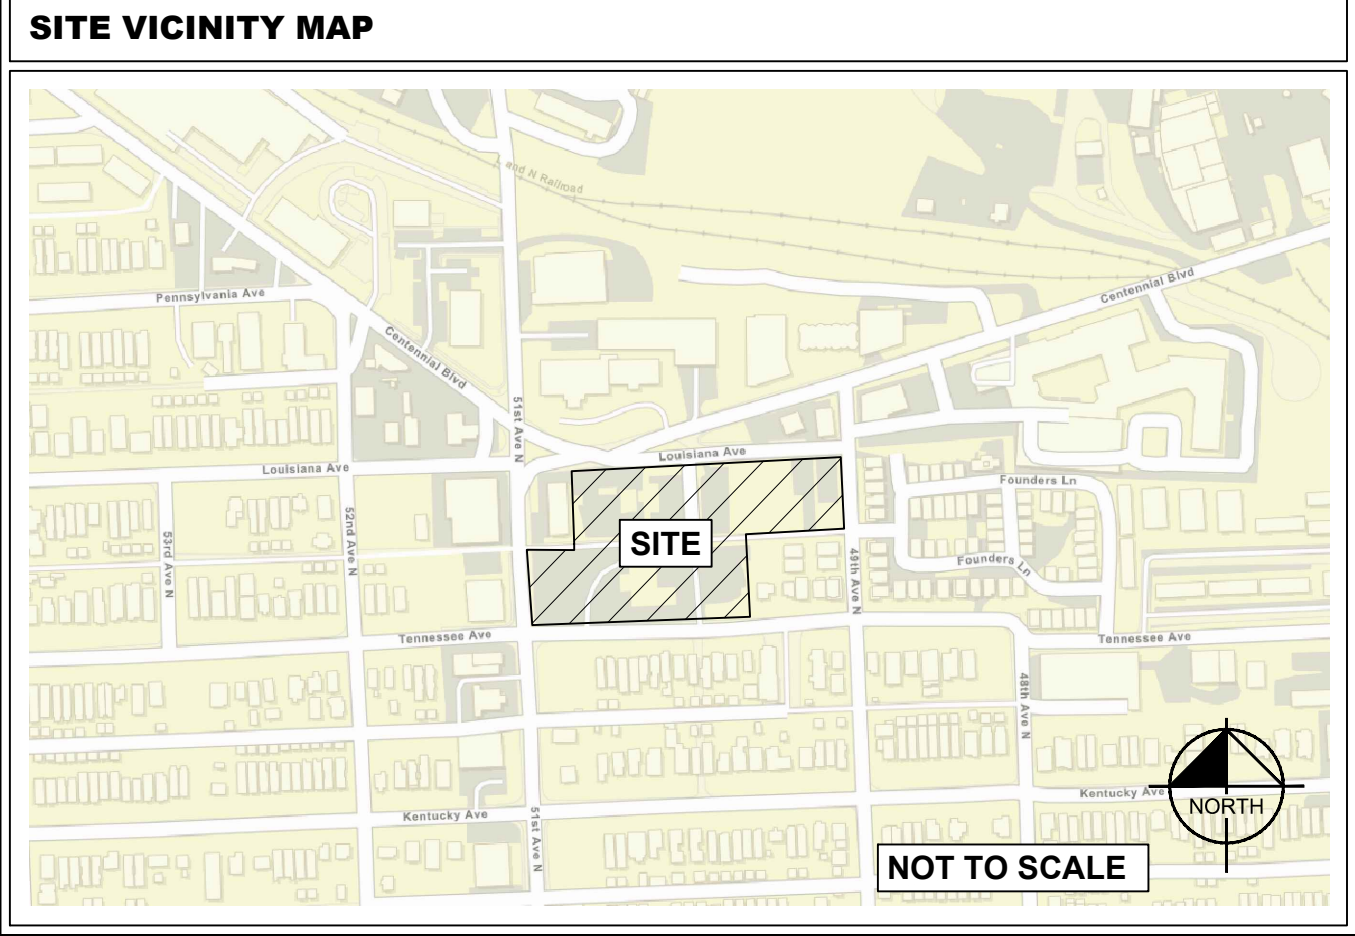 SITE VICINITY MAP
L and N Railroad
Centennial Blvd
Pennsylvania Ave
Centennial Blvd
51st Ave N
Louisiana Ave
Louisiana Ave
Founders Ln
52nd Ave N
53rd Ave N
SITE
49th Ave N
Founders Ln
Tennessee Ave
Tennessee Ave
48th Ave N
Kentucky Ave
NORTH
Kentucky Ave
51st Ave N
NOT TO SCALE